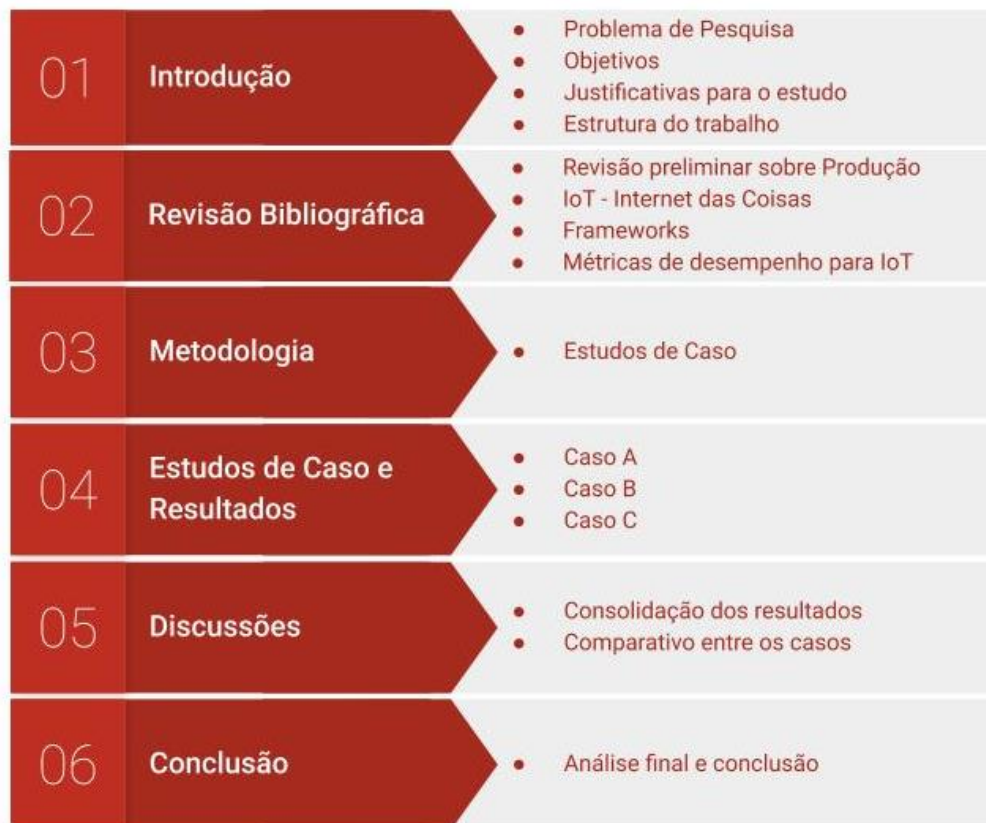 01
Introdução
● Problema de Pesquisa
● Objetivos
● Justificativas para o estudo
● Estrutura do trabalho
02
Revisão Bibliográfica
● Revisão preliminar sobre Produção
● IoT - Internet das Coisas
● Frameworks
● Métricas de desempenho para IoT
03
Metodologia
● Estudos de Caso
04
Estudos de Caso e
Resultados
● Caso A
● Caso B
● Caso C
05
Discussões
● Consolidação dos resultados
● Comparativo entre os casos
06
Conclusão
● Análise final e conclusão